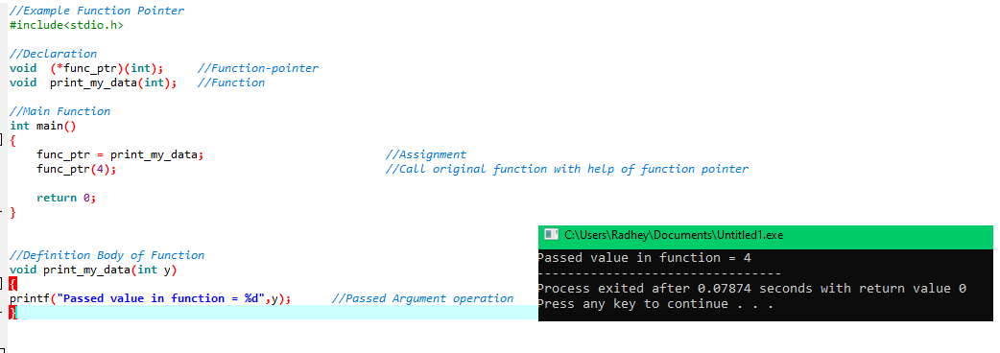 //Example Function Pointer
#include<stdio.h>
//Declaration
void  (*func_ptr)(int);     //Function-pointer
void  print_my_data(int);   //Function
//Main Function
int main()
{
    func_ptr = print_my_data;                           //Assignment
    func_ptr(4);                                        //Call original function with help of function pointer
    return 0;
}
//Definition Body of Function
void print_my_data(int y)
{
printf("Passed value in function = %d",y);      //Passed Argument operation
}
C:\Users\Radhey\Documents\Untitled1.exe
Passed value in function = 4
--------------------------------
Process exited after 0.07874 seconds with return value 0
Press any key to continue . . .